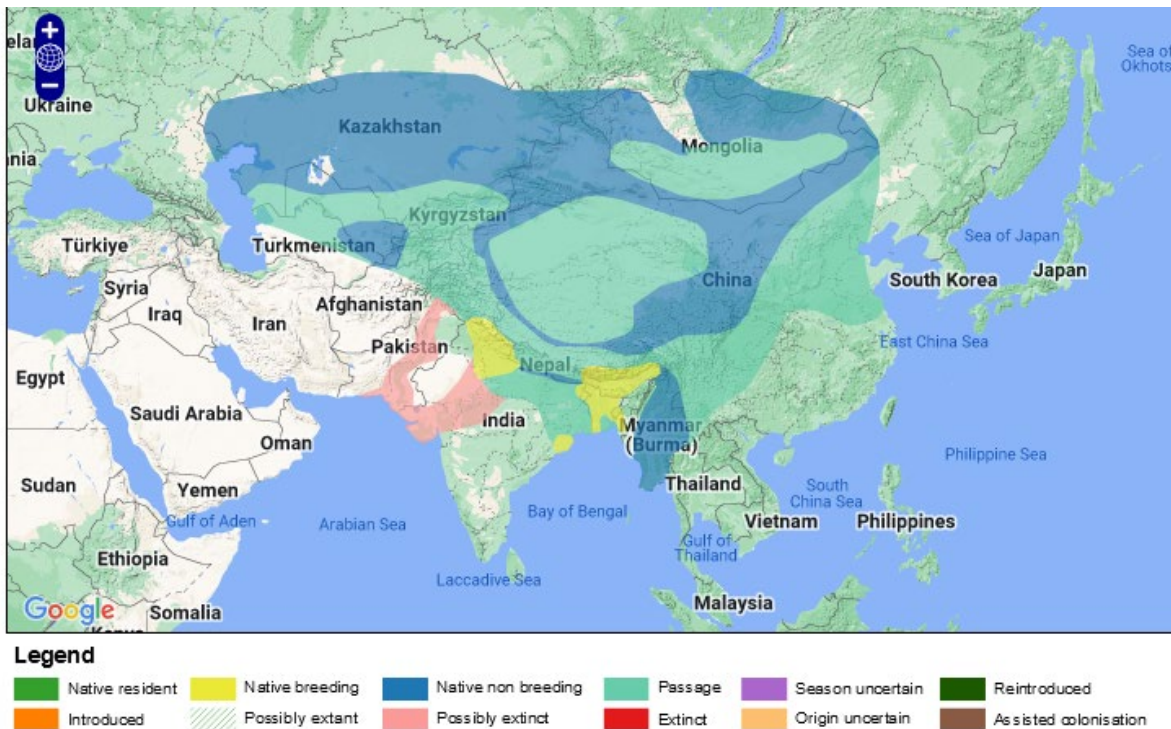 +
−
Ukraine
Kazakhstan
Mongolia
Sea of
Okhots
Kyrgyzstan
Türkiye
Turkmenistan
China
Sea of Japan
South Korea
Japan
Syria
Iraq
Iran
Afghanistan
Pakistan
Nepal
East China Sea
Egypt
Saudi Arabia
Oman
India
Myanmar
(Burma)
Philippine Sea
Sudan
Yemen
Gulf of Aden
Arabian Sea
Bay of Bengal
Thailand
South
China Sea
Vietnam
Philippines
Ethiopia
Gulf of
Thailand
Laccadive Sea
Google
Somalia
Malaysia
Legend
Native resident
Native breeding
Native non breeding
Passage
Season uncertain
Reintroduced
Introduced
Possibly extant
Possibly extinct
Extinct
Origin uncertain
Assisted colonisation